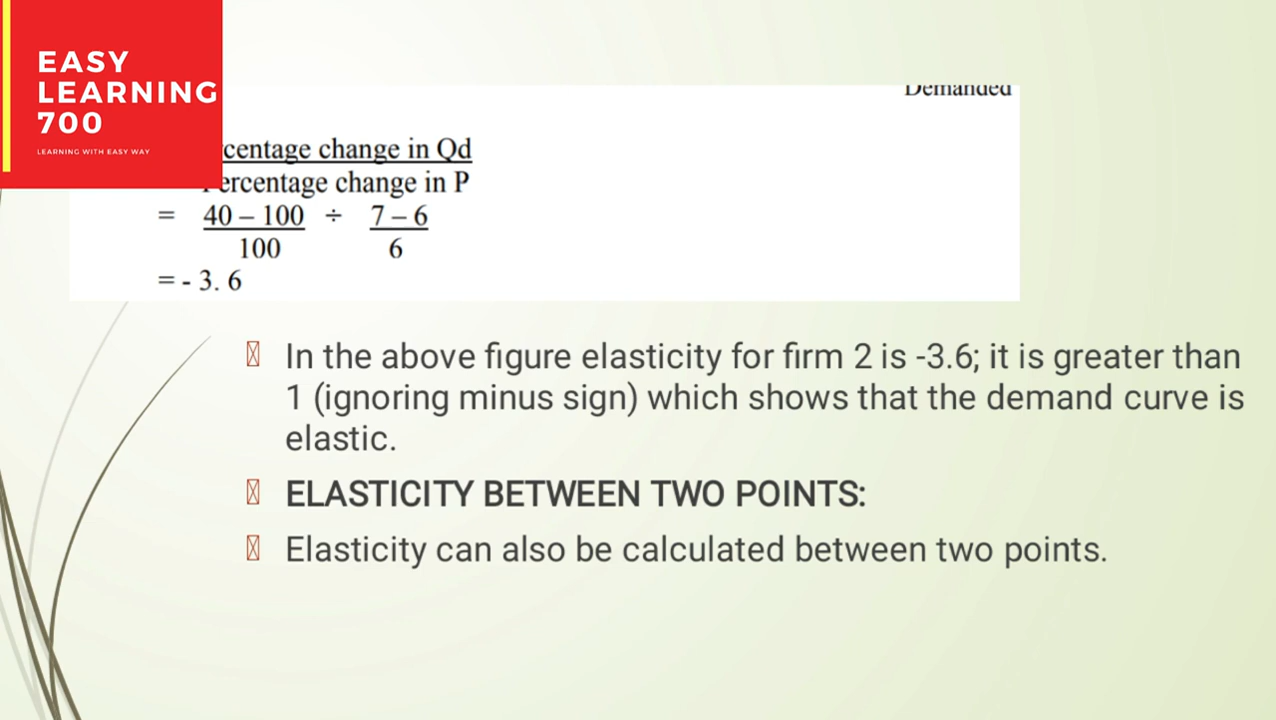 EASY
LEARNING
700
LEARNING WITH EASY WAY
Demanded
centage change in Qd
ercentage change in P
= 40 – 100 ÷ 7 – 6
100 6
= - 3. 6
In the above figure elasticity for firm 2 is -3.6; it is greater than
1 (ignoring minus sign) which shows that the demand curve is
elastic.
ELASTICITY BETWEEN TWO POINTS:
Elasticity can also be calculated between two points.